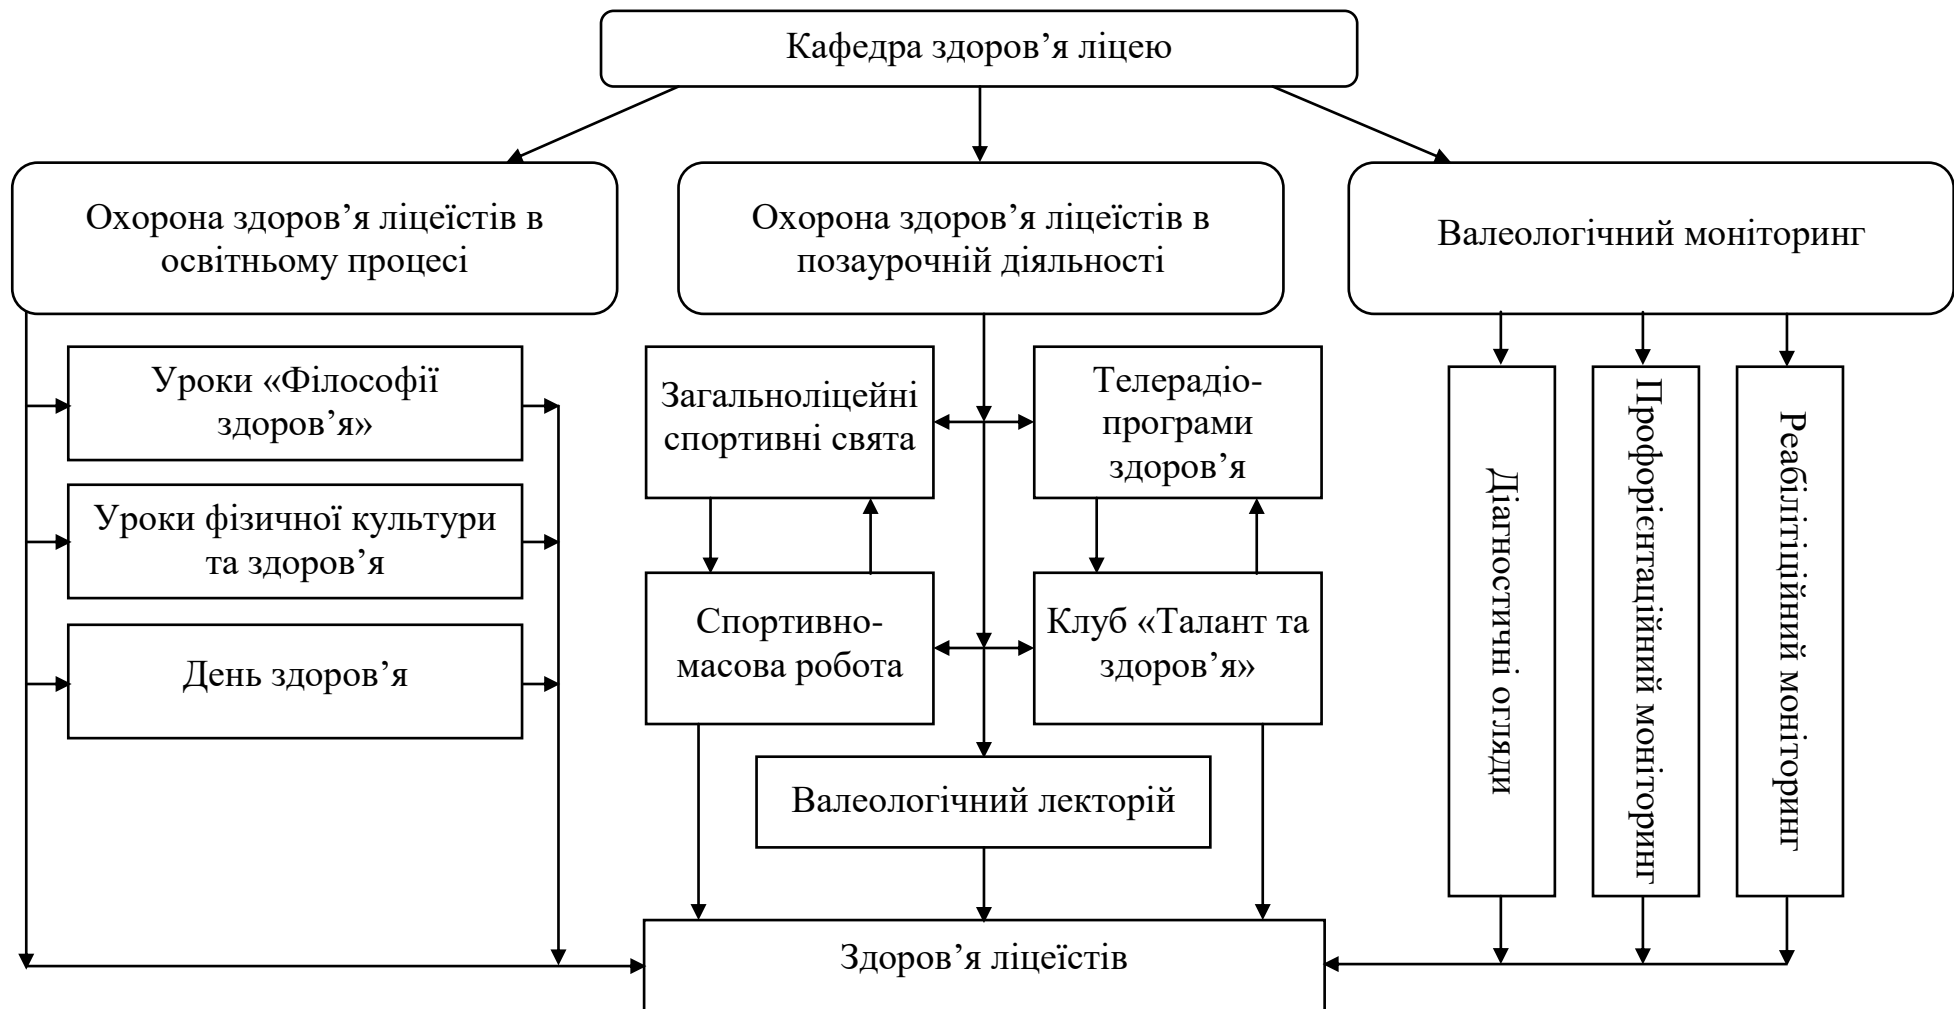 Кафедра здоров’я ліцею
Охорона здоров’я ліцеїстів в
освітньому процесі
Охорона здоров’я ліцеїстів в
позаурочній діяльності
Валеологічний моніторинг
Уроки «Філософії
здоров’я»
Уроки фізичної культури
та здоров’я
День здоров’я
Загальноліцейні
спортивні свята
Телерадіо-
програми
здоров’я
Спортивно-
масова робота
Клуб «Талант та
здоров’я»
Валеологічний лекторій
Діагностичні огляди
Профорієнтаційний моніторинг
Реабілітіційний моніторинг
Здоров’я ліцеїстів